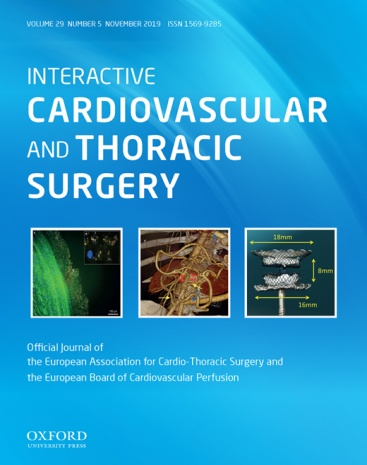 VOLUME 29 NUMBER 5 NOVEMBER 2019 ISSN 1569-9285
INTERACTIVE
CARDIOVASCULAR
AND THORACIC
SURGERY
18mm
8mm
16mm
Official Journal of
the European Association for Cardio-Thoracic Surgery and
the European Board of Cardiovascular Perfusion
OXFORD
UNIVERSITY PRESS